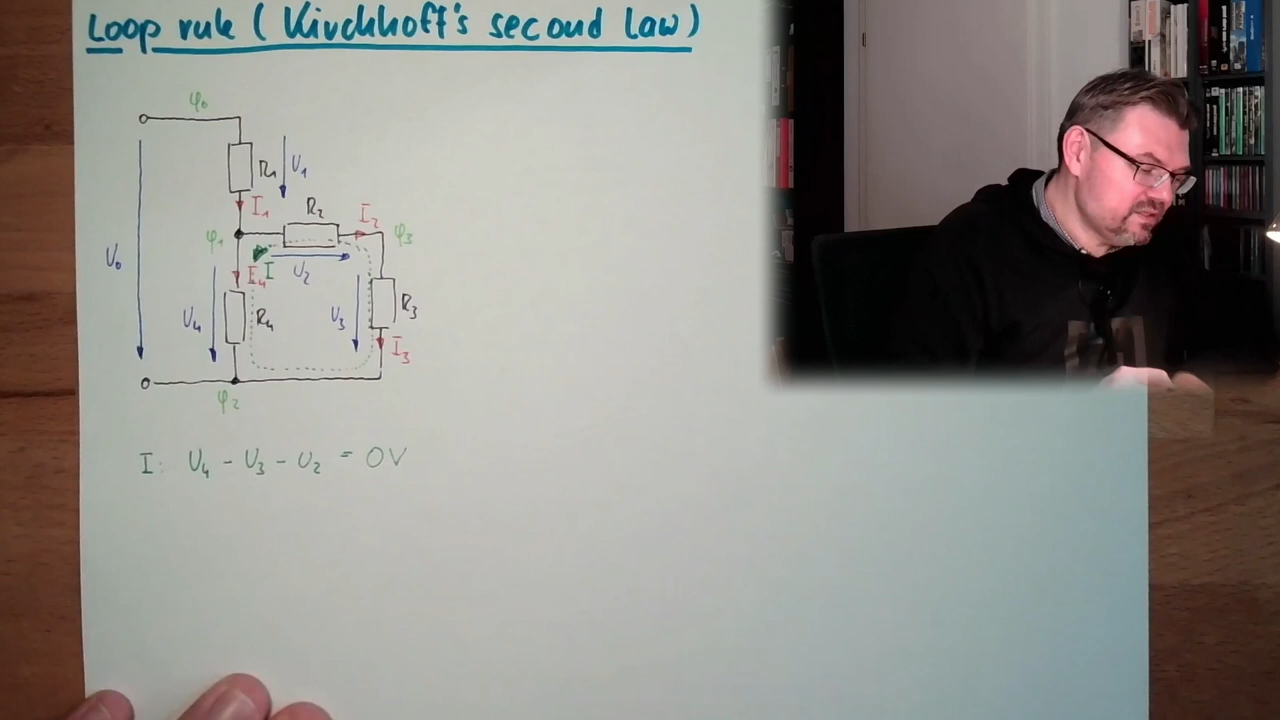 Loop rule (Kirchhoff's second law)
φ₀
R₁
U₁
I₁
R₂
I₂
φ₁
φ₃
U₀
I
U₂
I₄
U₄
R₄
U₃
R₃
I₃
φ₂
I: U₄ - U₃ - U₂ = 0V